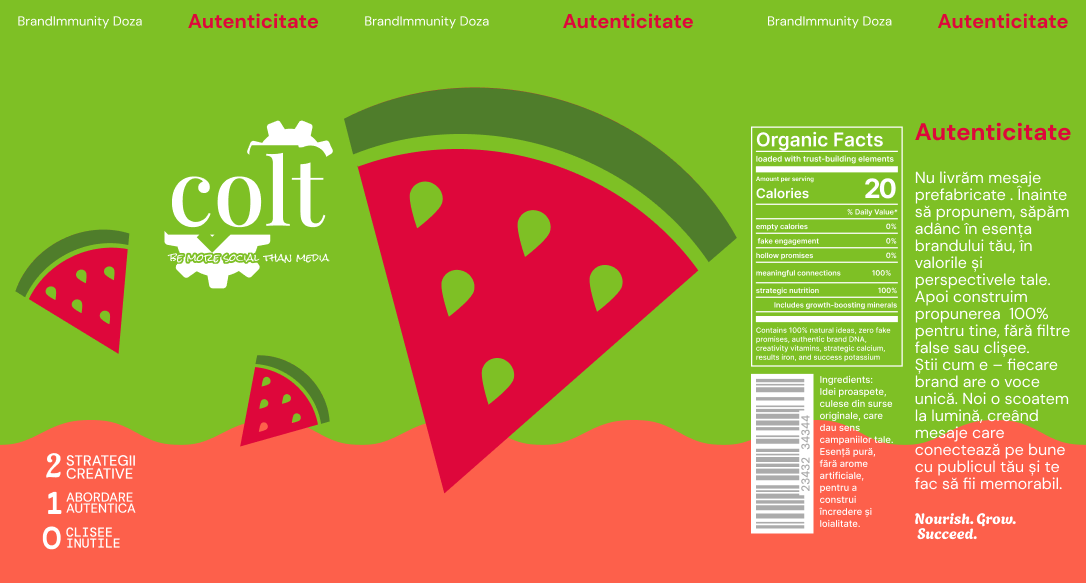 BrandImmunity Doza
Autenticitate
BrandImmunity Doza
Autenticitate
BrandImmunity Doza
Autenticitate
colt
BE MORE SOCIAL THAN MEDIA
2 STRATEGII
CREATIVE
1 ABORDARE
AUTENTICA
0 CLISEE
INUTILE
Organic Facts
loaded with trust-building elements
Amount per serving
Calories 20
% Daily Value*
empty calories 0%
fake engagement 0%
hollow promises 0%
meaningful connections 100%
strategic nutrition 100%
Includes growth-boosting minerals
Contains 100% natural ideas, zero fake
promises, authentic brand DNA,
creativity vitamins, strategic calcium,
results iron, and success potassium
23432 34344
Ingredients:
Idei proaspete,
culese din surse
originale, care
dau sens
campaniilor tale.
Esență pură,
fără arome
artificiale,
pentru a
construi
încredere și
loialitate.
Autenticitate
Nu livrăm mesaje
prefabricate . Înainte
să propunem, săpăm
adânc în esența
brandului tău, în
valorile și
perspectivele tale.
Apoi construim
propunerea 100%
pentru tine, fără filtre
false sau clișee.
Știi cum e – fiecare
brand are o voce
unică. Noi o scoatem
la lumină, creând
mesaje care
conectează pe bune
cu publicul tău și te
fac să fii memorabil.
Nourish. Grow.
Succeed.